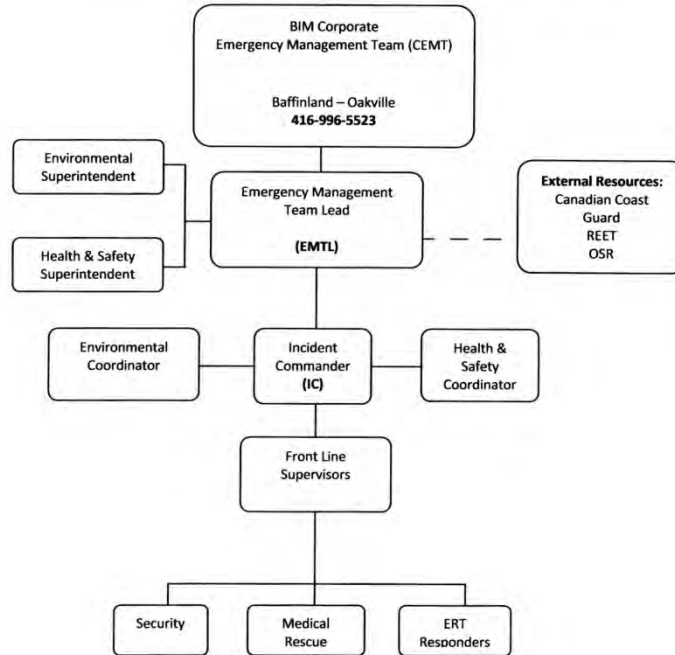 BIM Corporate
Emergency Management Team (CEMT)
Baffinland – Oakville
416-996-5523
Environmental
Superintendent
Health & Safety
Superintendent
Emergency Management
Team Lead
(EMTL)
External Resources:
Canadian Coast
Guard
REET
OSR
Environmental
Coordinator
Incident
Commander
(IC)
Health &
Safety
Coordinator
Front Line
Supervisors
Security
Medical
Rescue
ERT
Responders